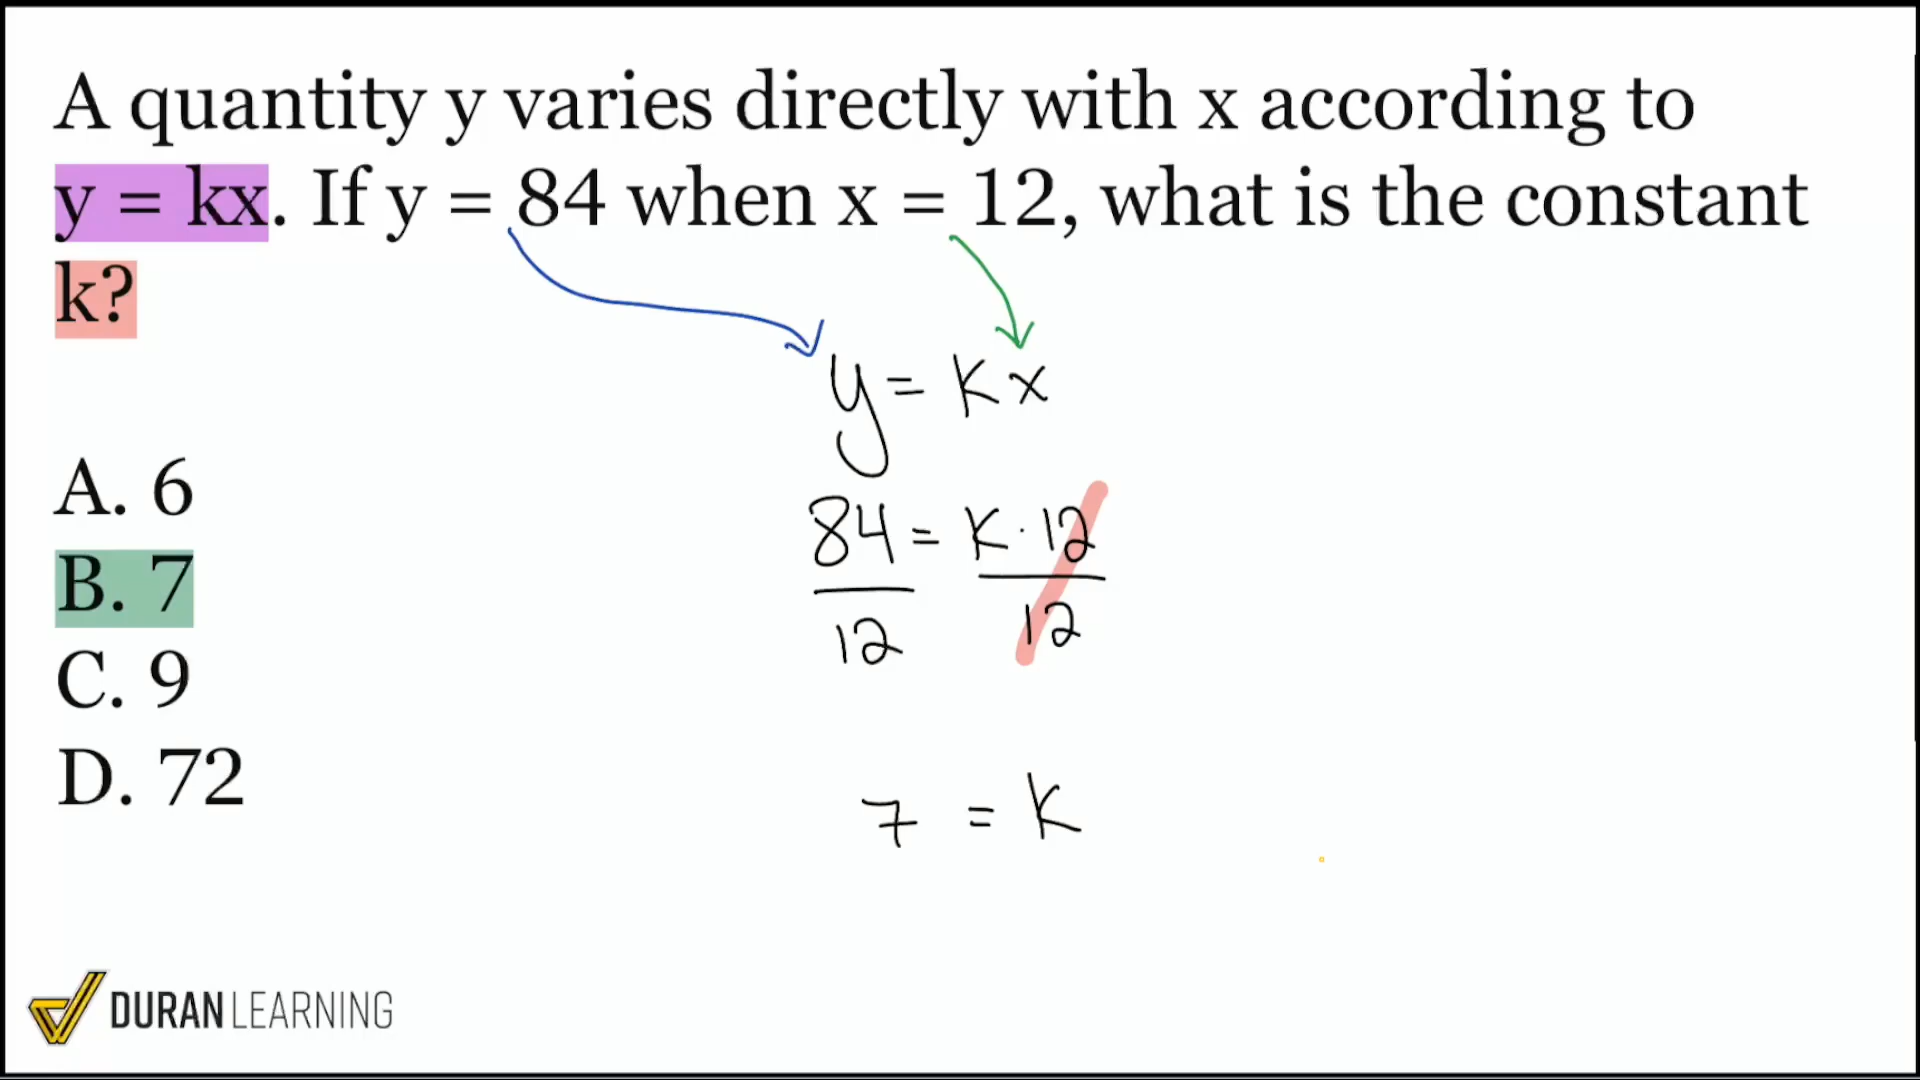 A quantity y varies directly with x according to
y = kx. If y = 84 when x = 12, what is the constant
k?
y = kx
A. 6
84 = k · 12
B. 7
12 12
C. 9
D. 72
7 = k
DURAN LEARNING